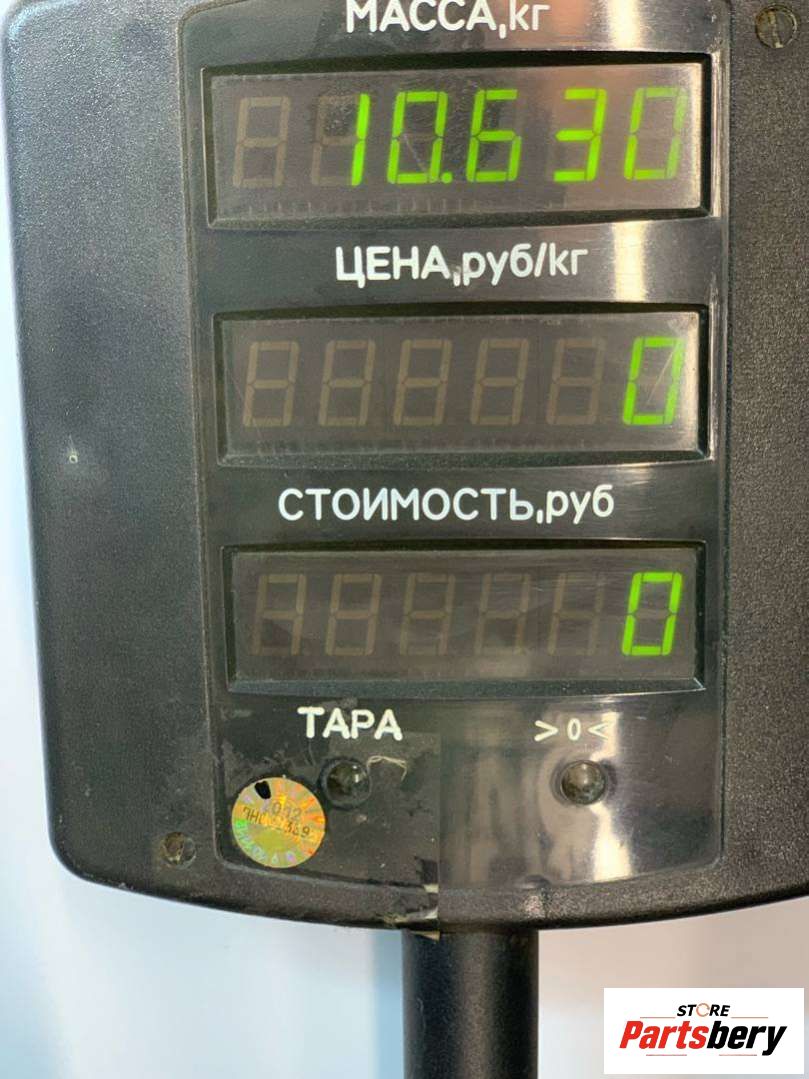 МАССА,кг
10.630
ЦЕНА,руб/кг
0
СТОИМОСТЬ,руб
0
ТАРА >0<
STORE
Partsbery